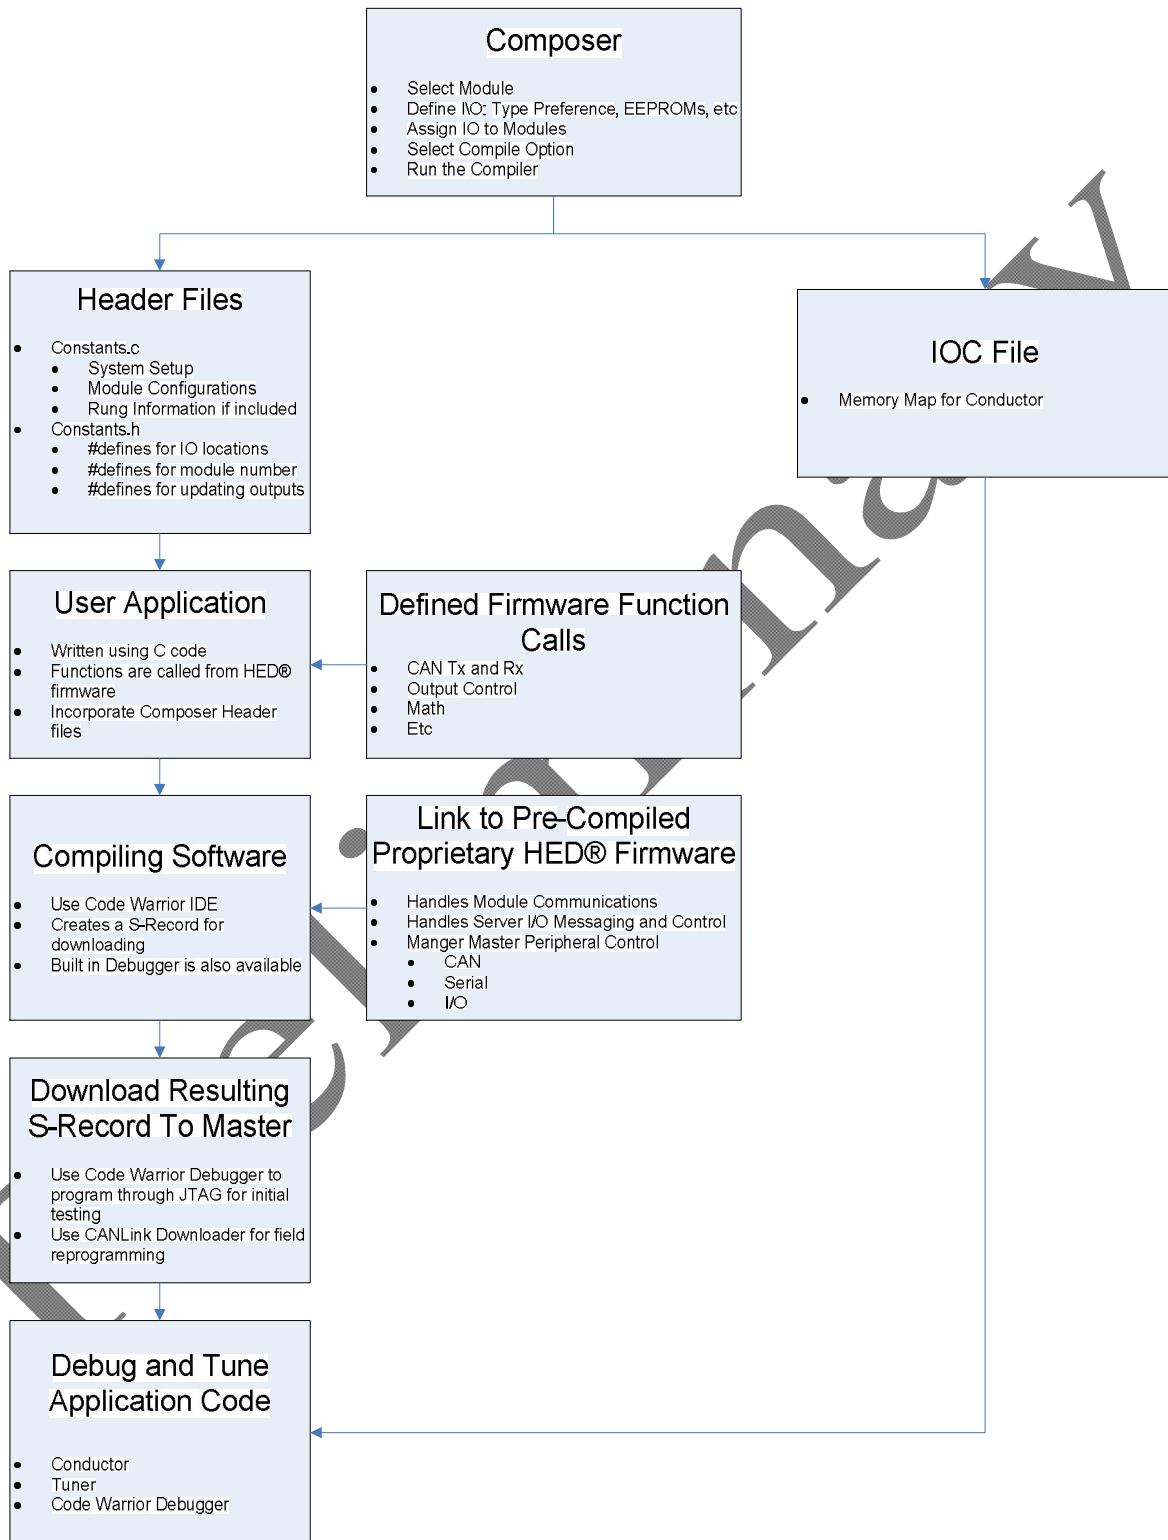 Composer
Select Module
Define I\O: Type Preference, EEPROMs, etc
Assign IO to Modules
Select Compile Option
Run the Compiler
Header Files
Constants.c
System Setup
Module Configurations
Rung Information if included
Constants.h
#defines for IO locations
#defines for module number
#defines for updating outputs
IOC File
Memory Map for Conductor
User Application
Written using C code
Functions are called from HED®
firmware
Incorporate Composer Header
files
Defined Firmware Function
Calls
CAN Tx and Rx
Output Control
Math
Etc
Compiling Software
Use Code Warrior IDE
Creates a S-Record for
downloading
Built in Debugger is also available
Link to Pre-Compiled
Proprietary HED® Firmware
Handles Module Communications
Handles Server I/O Messaging and Control
Manger Master Peripheral Control
CAN
Serial
I/O
Download Resulting
S-Record To Master
Use Code Warrior Debugger to
program through JTAG for initial
testing
Use CANLink Downloader for field
reprogramming
Debug and Tune
Application Code
Conductor
Tuner
Code Warrior Debugger
Preliminary